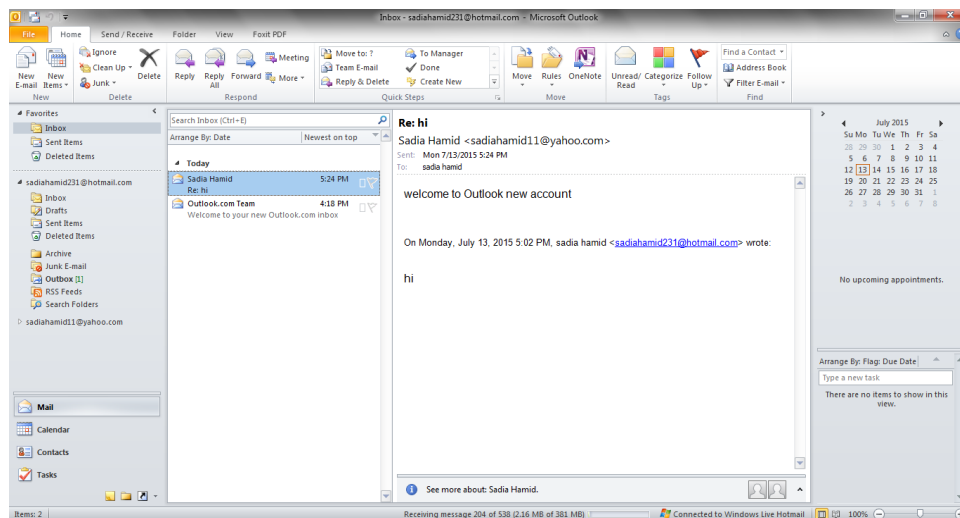 Inbox - sadiahamid231@hotmail.com - Microsoft Outlook
File Home Send / Receive Folder View Foxit PDF
New E-mail
New Items
New
Ignore
Clean Up
Junk
Delete
Delete
Reply
Reply All
Forward
Meeting
More
Respond
Move to: ?
Team E-mail
Reply & Delete
To Manager
Done
Create New
Quick Steps
Move
Rules
OneNote
Move
Unread/ Read
Categorize
Follow Up
Tags
Find a Contact
Address Book
Filter E-mail
Find
Favorites
Inbox
Sent Items
Deleted Items
sadiahamid231@hotmail.com
Inbox
Drafts
Sent Items
Deleted Items
Archive
Junk E-mail
Outbox [1]
RSS Feeds
Search Folders
sadiahamid11@yahoo.com
Mail
Calendar
Contacts
Tasks
Search Inbox (Ctrl+E)
Arrange By: Date Newest on top
Today
Sadia Hamid 5:24 PM
Re: hi
Outlook.com Team 4:18 PM
Welcome to your new Outlook.com inbox
Re: hi
Sadia Hamid <sadiahamid11@yahoo.com>
Sent: Mon 7/13/2015 5:24 PM
To: sadia hamid
welcome to Outlook new account
On Monday, July 13, 2015 5:02 PM, sadia hamid <sadiahamid231@hotmail.com> wrote:
hi
See more about: Sadia Hamid.
July 2015
Su Mo Tu We Th Fr Sa
28 29 30 1 2 3 4
5 6 7 8 9 10 11
12 13 14 15 16 17 18
19 20 21 22 23 24 25
26 27 28 29 30 31 1
2 3 4 5 6 7 8
No upcoming appointments.
Arrange By: Flag: Due Date
Type a new task
There are no items to show in this
view.
Items: 2
Receiving message 204 of 538 (2.16 MB of 381 MB)
Connected to Windows Live Hotmail
100%